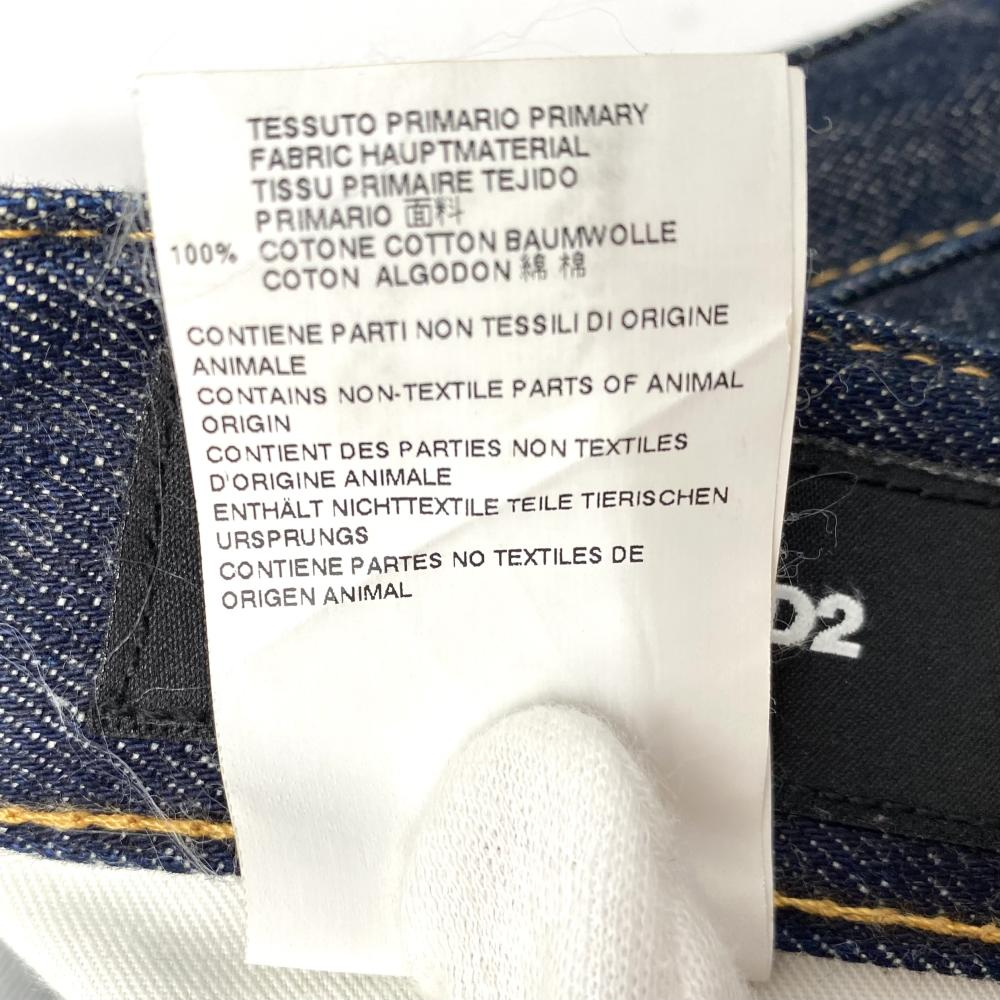 TESSUTO PRIMARIO PRIMARY
FABRIC HAUPTMATERIAL
TISSU PRIMAIRE TEJIDO
PRIMARIO 面料
100% COTONE COTTON BAUMWOLLE
COTON ALGODON 綿 棉
CONTIENE PARTI NON TESSILI DI ORIGINE
ANIMALE
CONTAINS NON-TEXTILE PARTS OF ANIMAL
ORIGIN
CONTIENT DES PARTIES NON TEXTILES
D'ORIGINE ANIMALE
ENTHÄLT NICHTTEXTILE TEILE TIERISCHEN
URSPRUNGS
CONTIENE PARTES NO TEXTILES DE
ORIGEN ANIMAL
D2